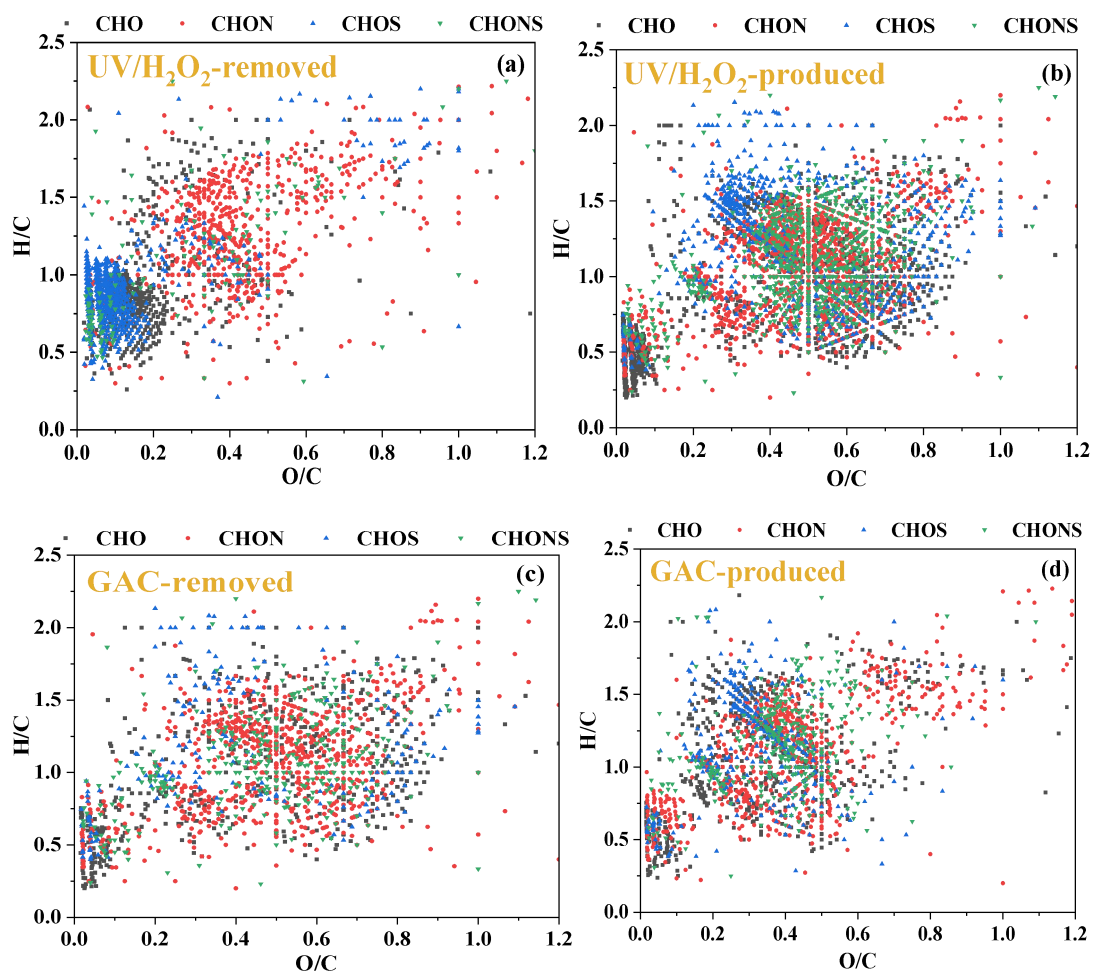 CHO CHON CHOS CHONS
UV/H₂O₂-removed
(a)
2.5
2.0
1.5
1.0
0.5
0.0
H/C
0.0 0.2 0.4 0.6 0.8 1.0 1.2
O/C
CHO CHON CHOS CHONS
UV/H₂O₂-produced
(b)
2.5
2.0
1.5
1.0
0.5
0.0
H/C
0.0 0.2 0.4 0.6 0.8 1.0 1.2
O/C
CHO CHON CHOS CHONS
GAC-removed
(c)
2.5
2.0
1.5
1.0
0.5
0.0
H/C
0.0 0.2 0.4 0.6 0.8 1.0 1.2
O/C
CHO CHON CHOS CHONS
GAC-produced
(d)
2.5
2.0
1.5
1.0
0.5
0.0
H/C
0.0 0.2 0.4 0.6 0.8 1.0 1.2
O/C